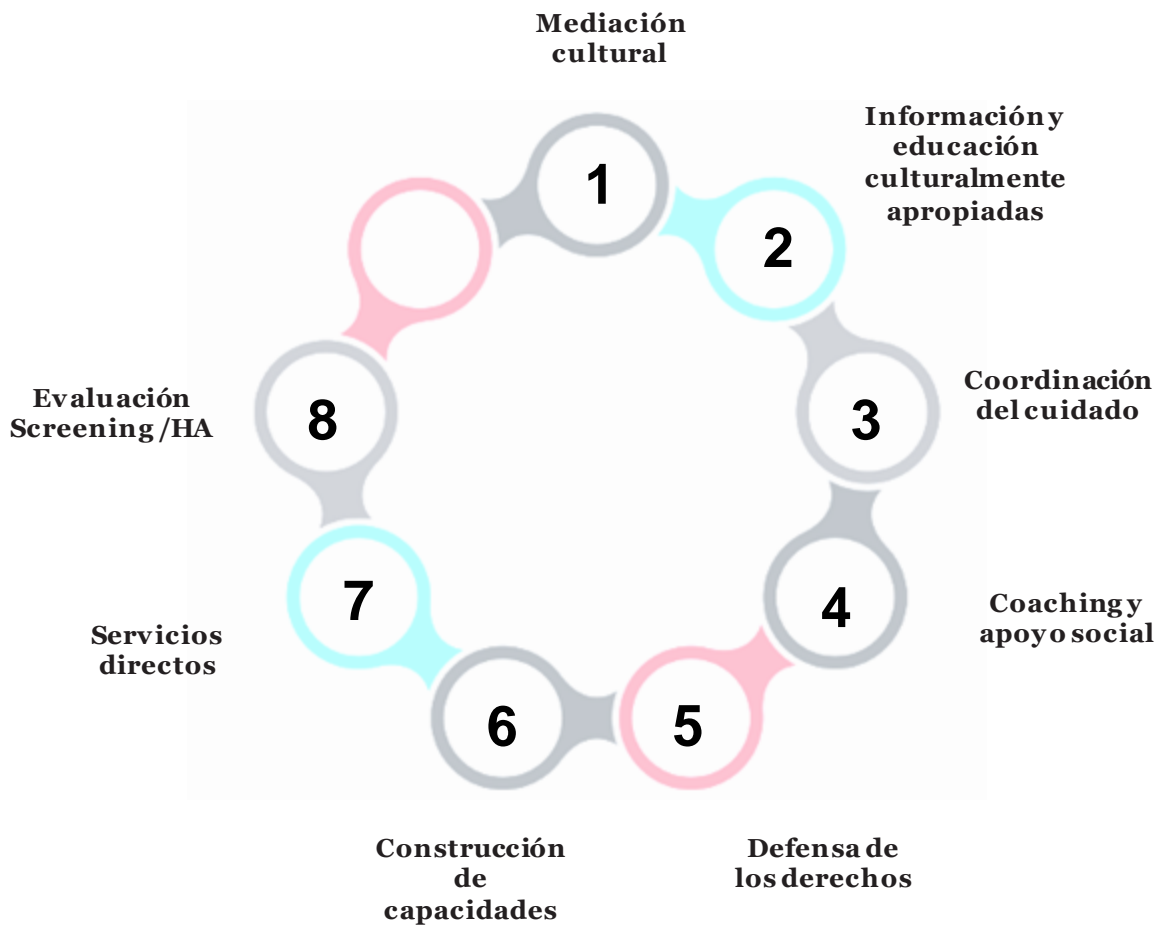 Mediación
cultural
1
Información y
educación
culturalmente
apropiadas
2
Coordinación
del cuidado
3
Coaching y
apoyo social
4
Defensa de
los derechos
5
Construcción
de
capacidades
6
Servicios
directos
7
Evaluación
Screening /HA
8